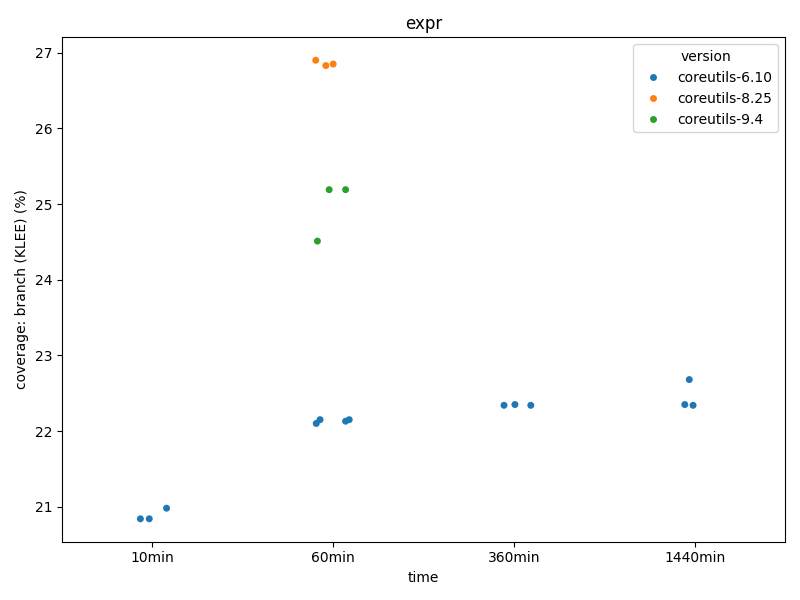 expr
version
coreutils-6.10
coreutils-8.25
coreutils-9.4
coverage: branch (KLEE) (%)
27
26
25
24
23
22
21
10min
60min
360min
1440min
time